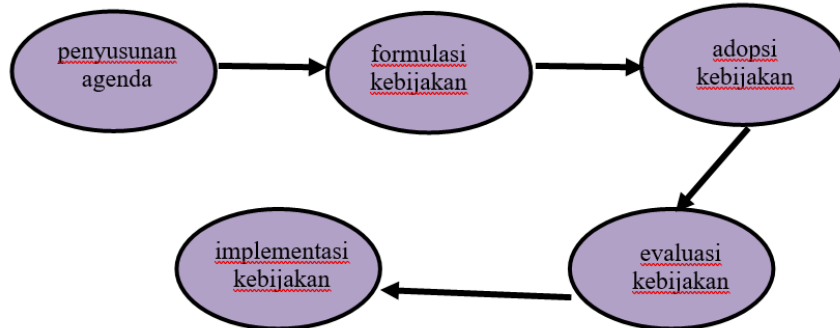 penyusunan
agenda
formulasi
kebijakan
adopsi
kebijakan
evaluasi
kebijakan
implementasi
kebijakan